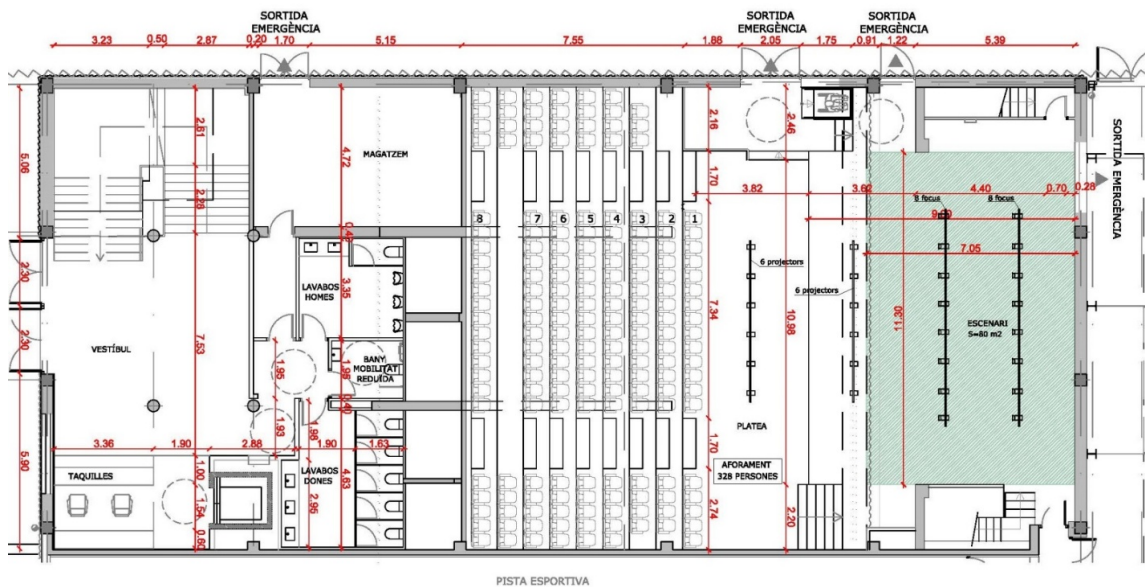 SORTIDA
EMERGÈNCIA
SORTIDA
EMERGÈNCIA
SORTIDA
EMERGÈNCIA
3.23
0.50
2.87
0.20
1.70
5.15
7.55
1.88
2.05
1.75
0.91
1.22
5.39
5.06
2.61
2.26
4.72
MAGATZEM
2.16
2.46
1.70
3.82
3.62
4.40
0.70
0.28
SORTIDA EMERGÈNCIA
8 focus
8 focus
7.05
8
7
6
5
4
3
2
1
0.42
6 projectors
6 projectors
LAVABOS
HOMES
3.35
2.30
2.30
7.53
VESTÍBUL
7.34
10.98
11.30
ESCENARI
S=80 m2
BANY
MOBILITAT
REDUÏDA
1.95
1.98
0.40
1.93
1.98
PLATEA
3.36
1.90
2.88
1.90
1.63
1.70
5.90
TAQUILLES
1.00
1.54
0.60
LAVABOS
DONES
4.63
2.95
AFORAMENT
328 PERSONES
2.74
2.20
PISTA ESPORTIVA